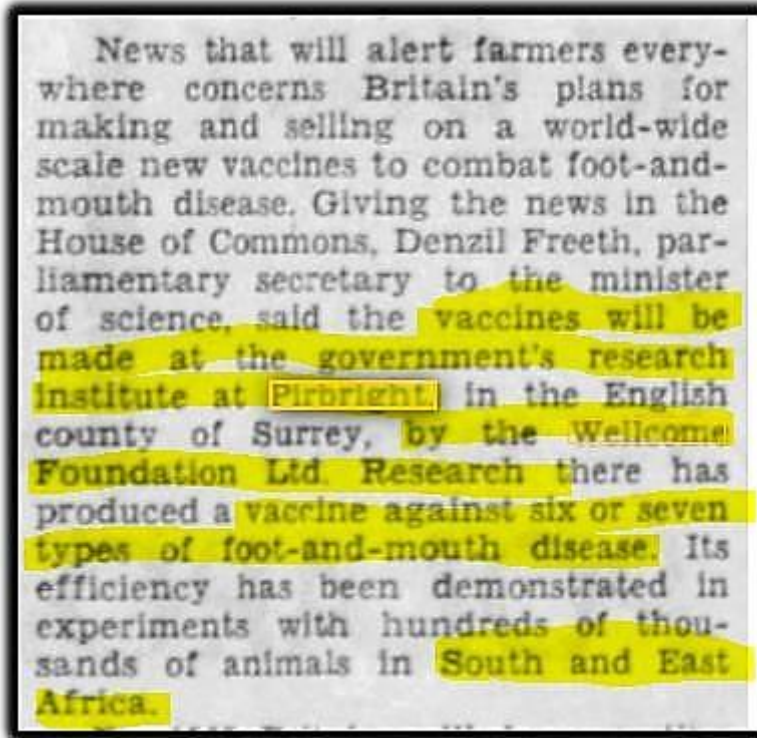 News that will alert farmers every-
where concerns Britain's plans for
making and selling on a world-wide
scale new vaccines to combat foot-and-
mouth disease. Giving the news in the
House of Commons, Denzil Freeth, par-
liamentary secretary to the minister
of science, said the vaccines will be
made at the government's research
institute at Pirbright, in the English
county of Surrey, by the Wellcome
Foundation Ltd. Research there has
produced a vaccine against six or seven
types of foot-and-mouth disease. Its
efficiency has been demonstrated in
experiments with hundreds of thou-
sands of animals in South and East
Africa.